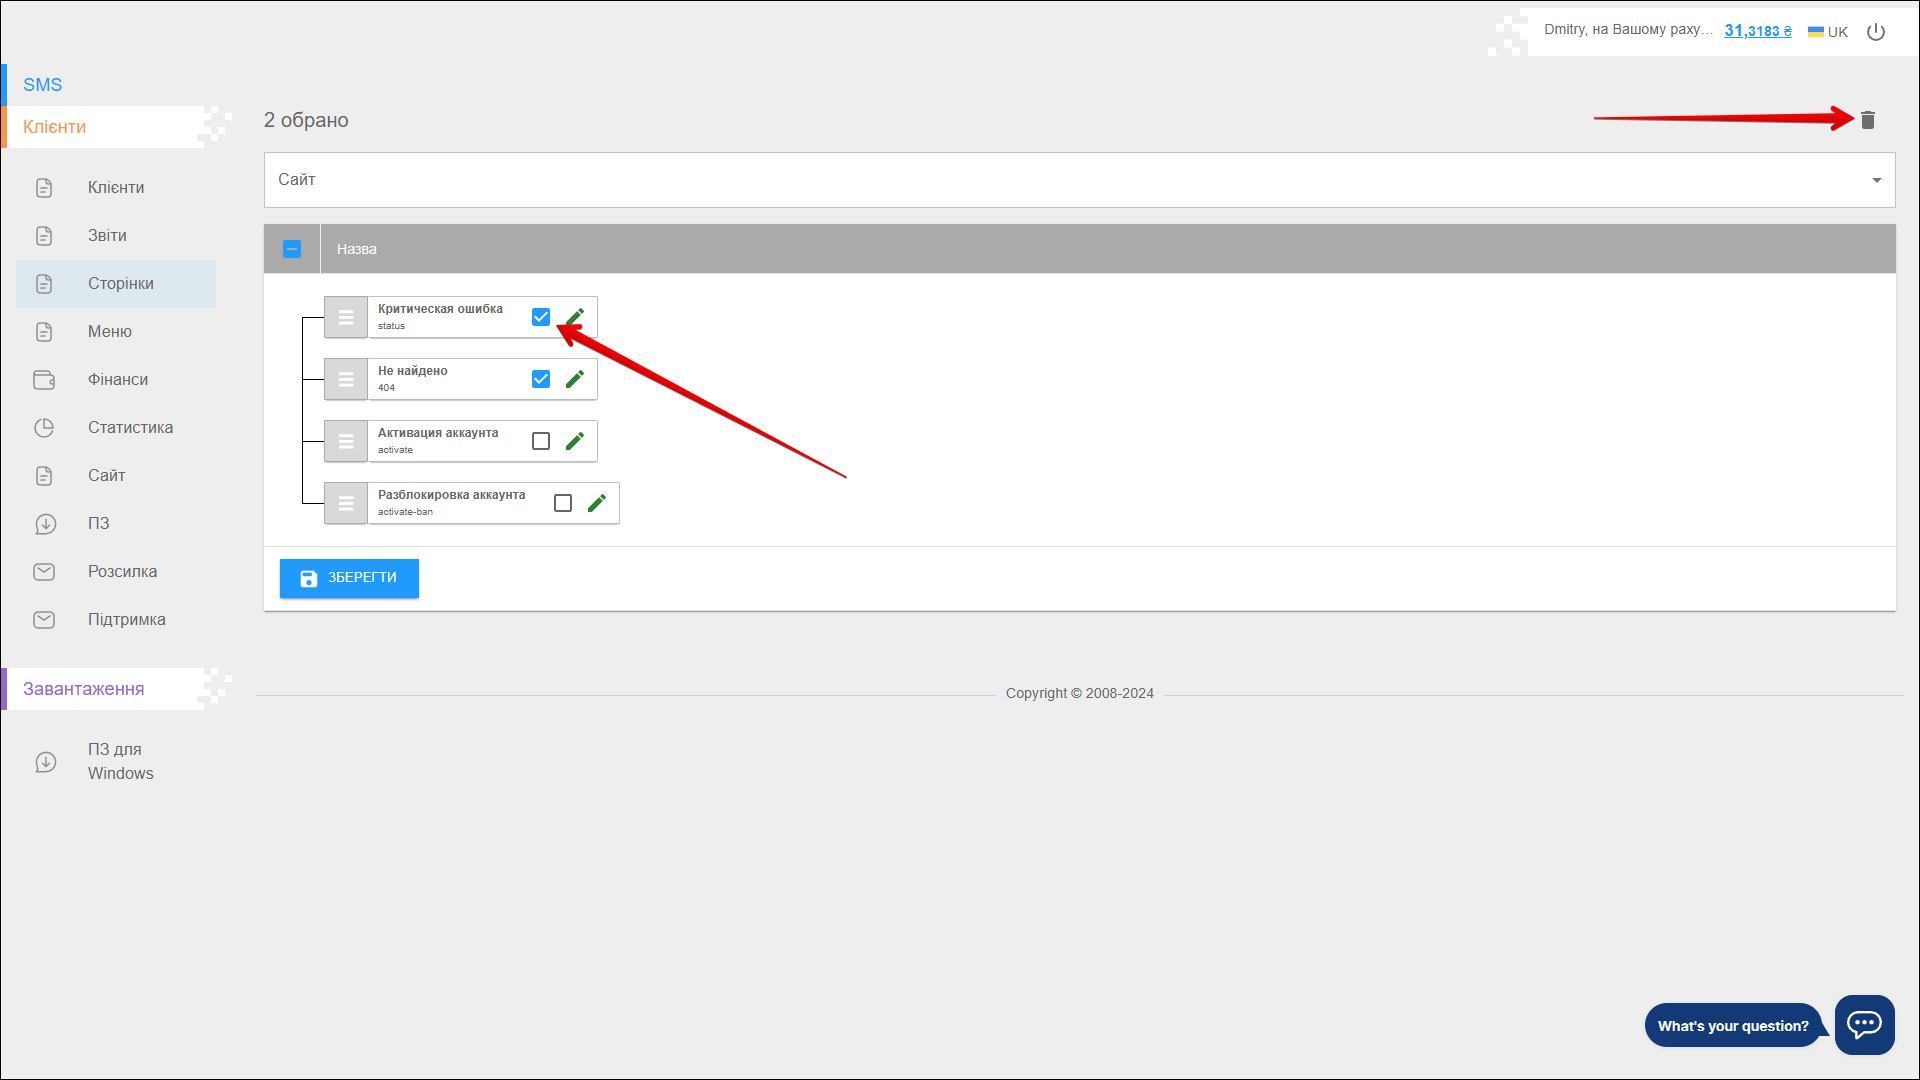 Dmitry, на Вашому раху...
31,3183 ₴
UK
SMS
Клієнти
Клієнти
Звіти
Сторінки
Меню
Фінанси
Статистика
Сайт
ПЗ
Розсилка
Підтримка
Завантаження
ПЗ для
Windows
2 обрано
Сайт
Назва
Критическая ошибка
status
Не найдено
404
Активация аккаунта
activate
Разблокировка аккаунта
activate-ban
ЗБЕРЕГТИ
Copyright © 2008-2024
What's your question?